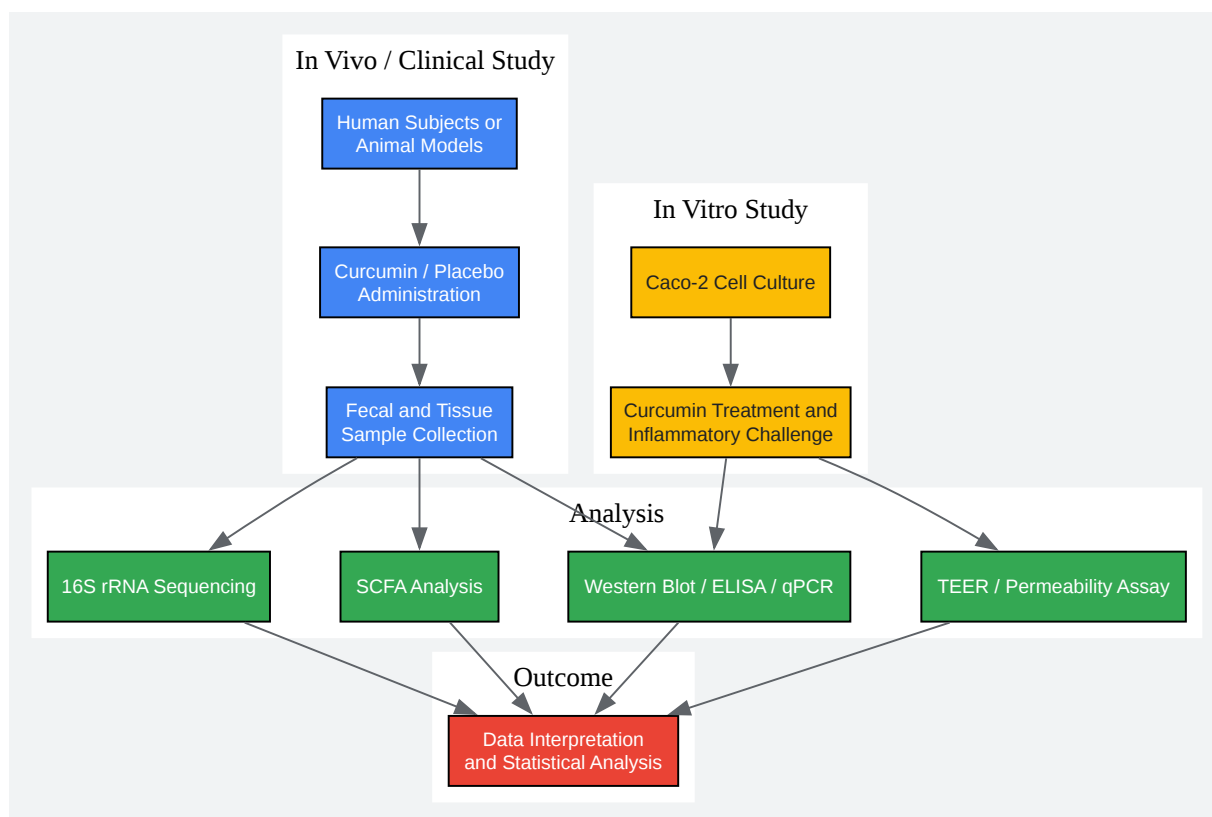 In Vivo / Clinical Study
Human Subjects or
Animal Models
Curcumin / Placebo
Administration
Fecal and Tissue
Sample Collection
In Vitro Study
Caco-2 Cell Culture
Curcumin Treatment and
Inflammatory Challenge
Analysis
16S rRNA Sequencing
SCFA Analysis
Western Blot / ELISA / qPCR
TEER / Permeability Assay
Outcome
Data Interpretation
and Statistical Analysis